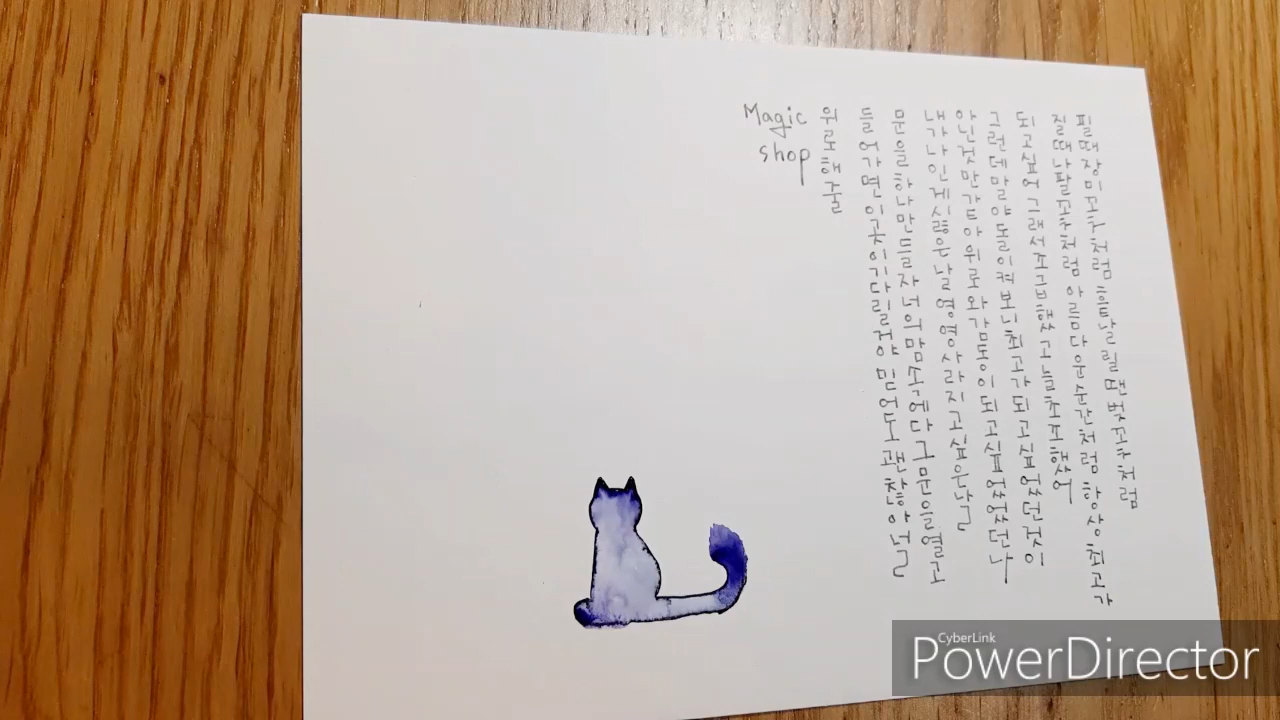 필때장미꽃처럼 흩날릴땐벚꽃처럼
질때나팔꽃처럼 아름다운순간처럼 항상최고가
되고싶어 그래서조급했고늘초조했어
그런데말야 돌이켜보니최고가되고싶었던것이
아닌것만같아 위로와감동이되고싶었었던나
내가나인게싫은날 영영사라지고싶은날
문을하나만들자너의맘속에다 그문을열고
들어가면이곳이기다릴거야 믿어도괜찮아널
위로해줄
Magic
shop
CyberLink
PowerDirector